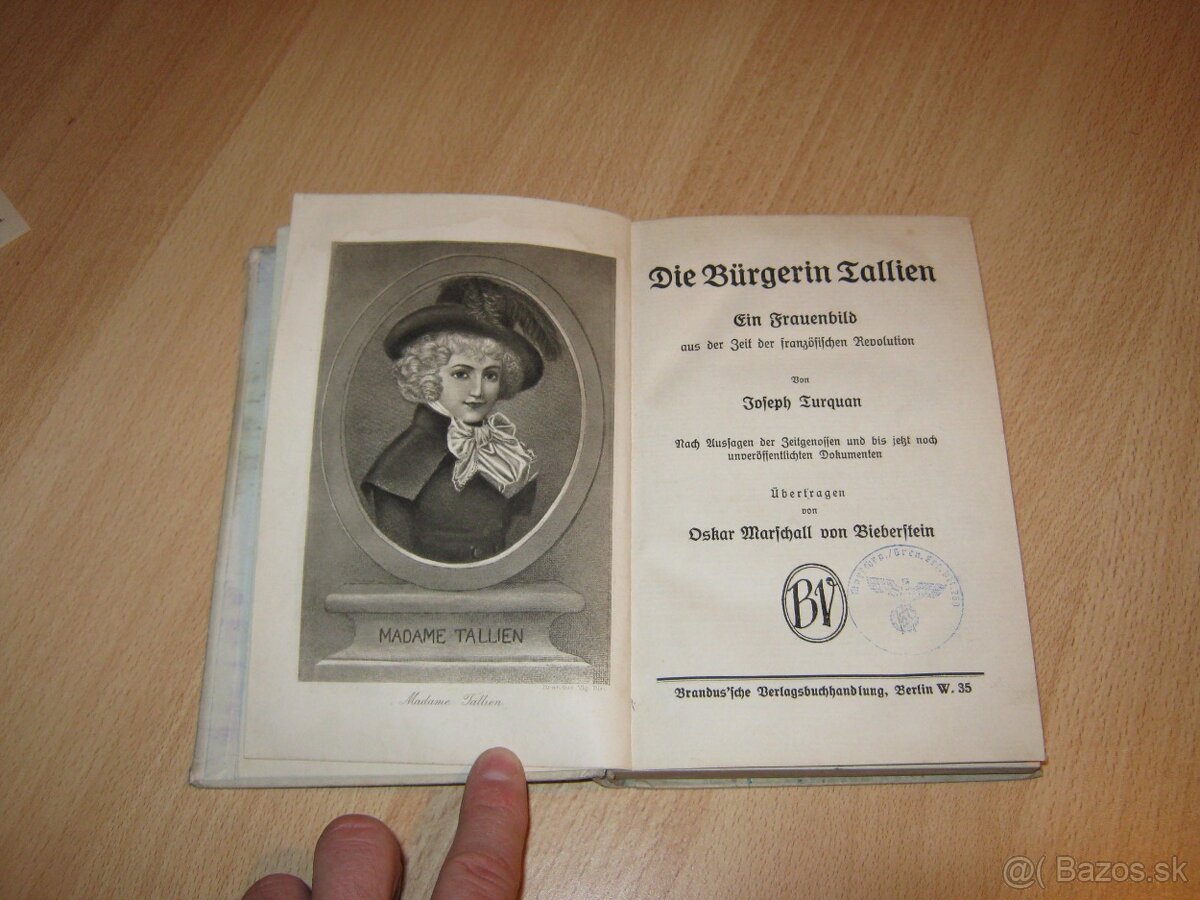 MADAME TALLIEN
Madame Tallien
Die Bürgerin Tallien
Ein Frauenbild
aus der Zeit der französischen Revolution
Von
Joseph Turquan
Nach Aussagen der Zeitgenossen und bis jetzt noch
unveröffentlichten Dokumenten
Übertragen
von
Oskar Marschall von Bieberstein
BV
Brandus'sche Verlagsbuchhandlung, Berlin W. 35
@( Bazos.sk